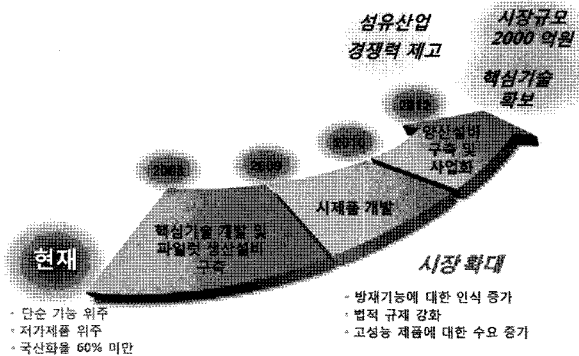 섬유산업
경쟁력 제고
시장규모
2000 억원
핵심기술
확보
2012
2010
2009
2008
양산설비
구축 및
사업화
시제품 개발
핵심기술 개발 및
파일럿 생산설비
구축
현재
시장 확대
◦ 단순 기능 위주
◦ 저가제품 위주
◦ 국산화율 60% 미만
◦ 방재기능에 대한 인식 증가
◦ 법적 규제 강화
◦ 고성능 제품에 대한 수요 증가